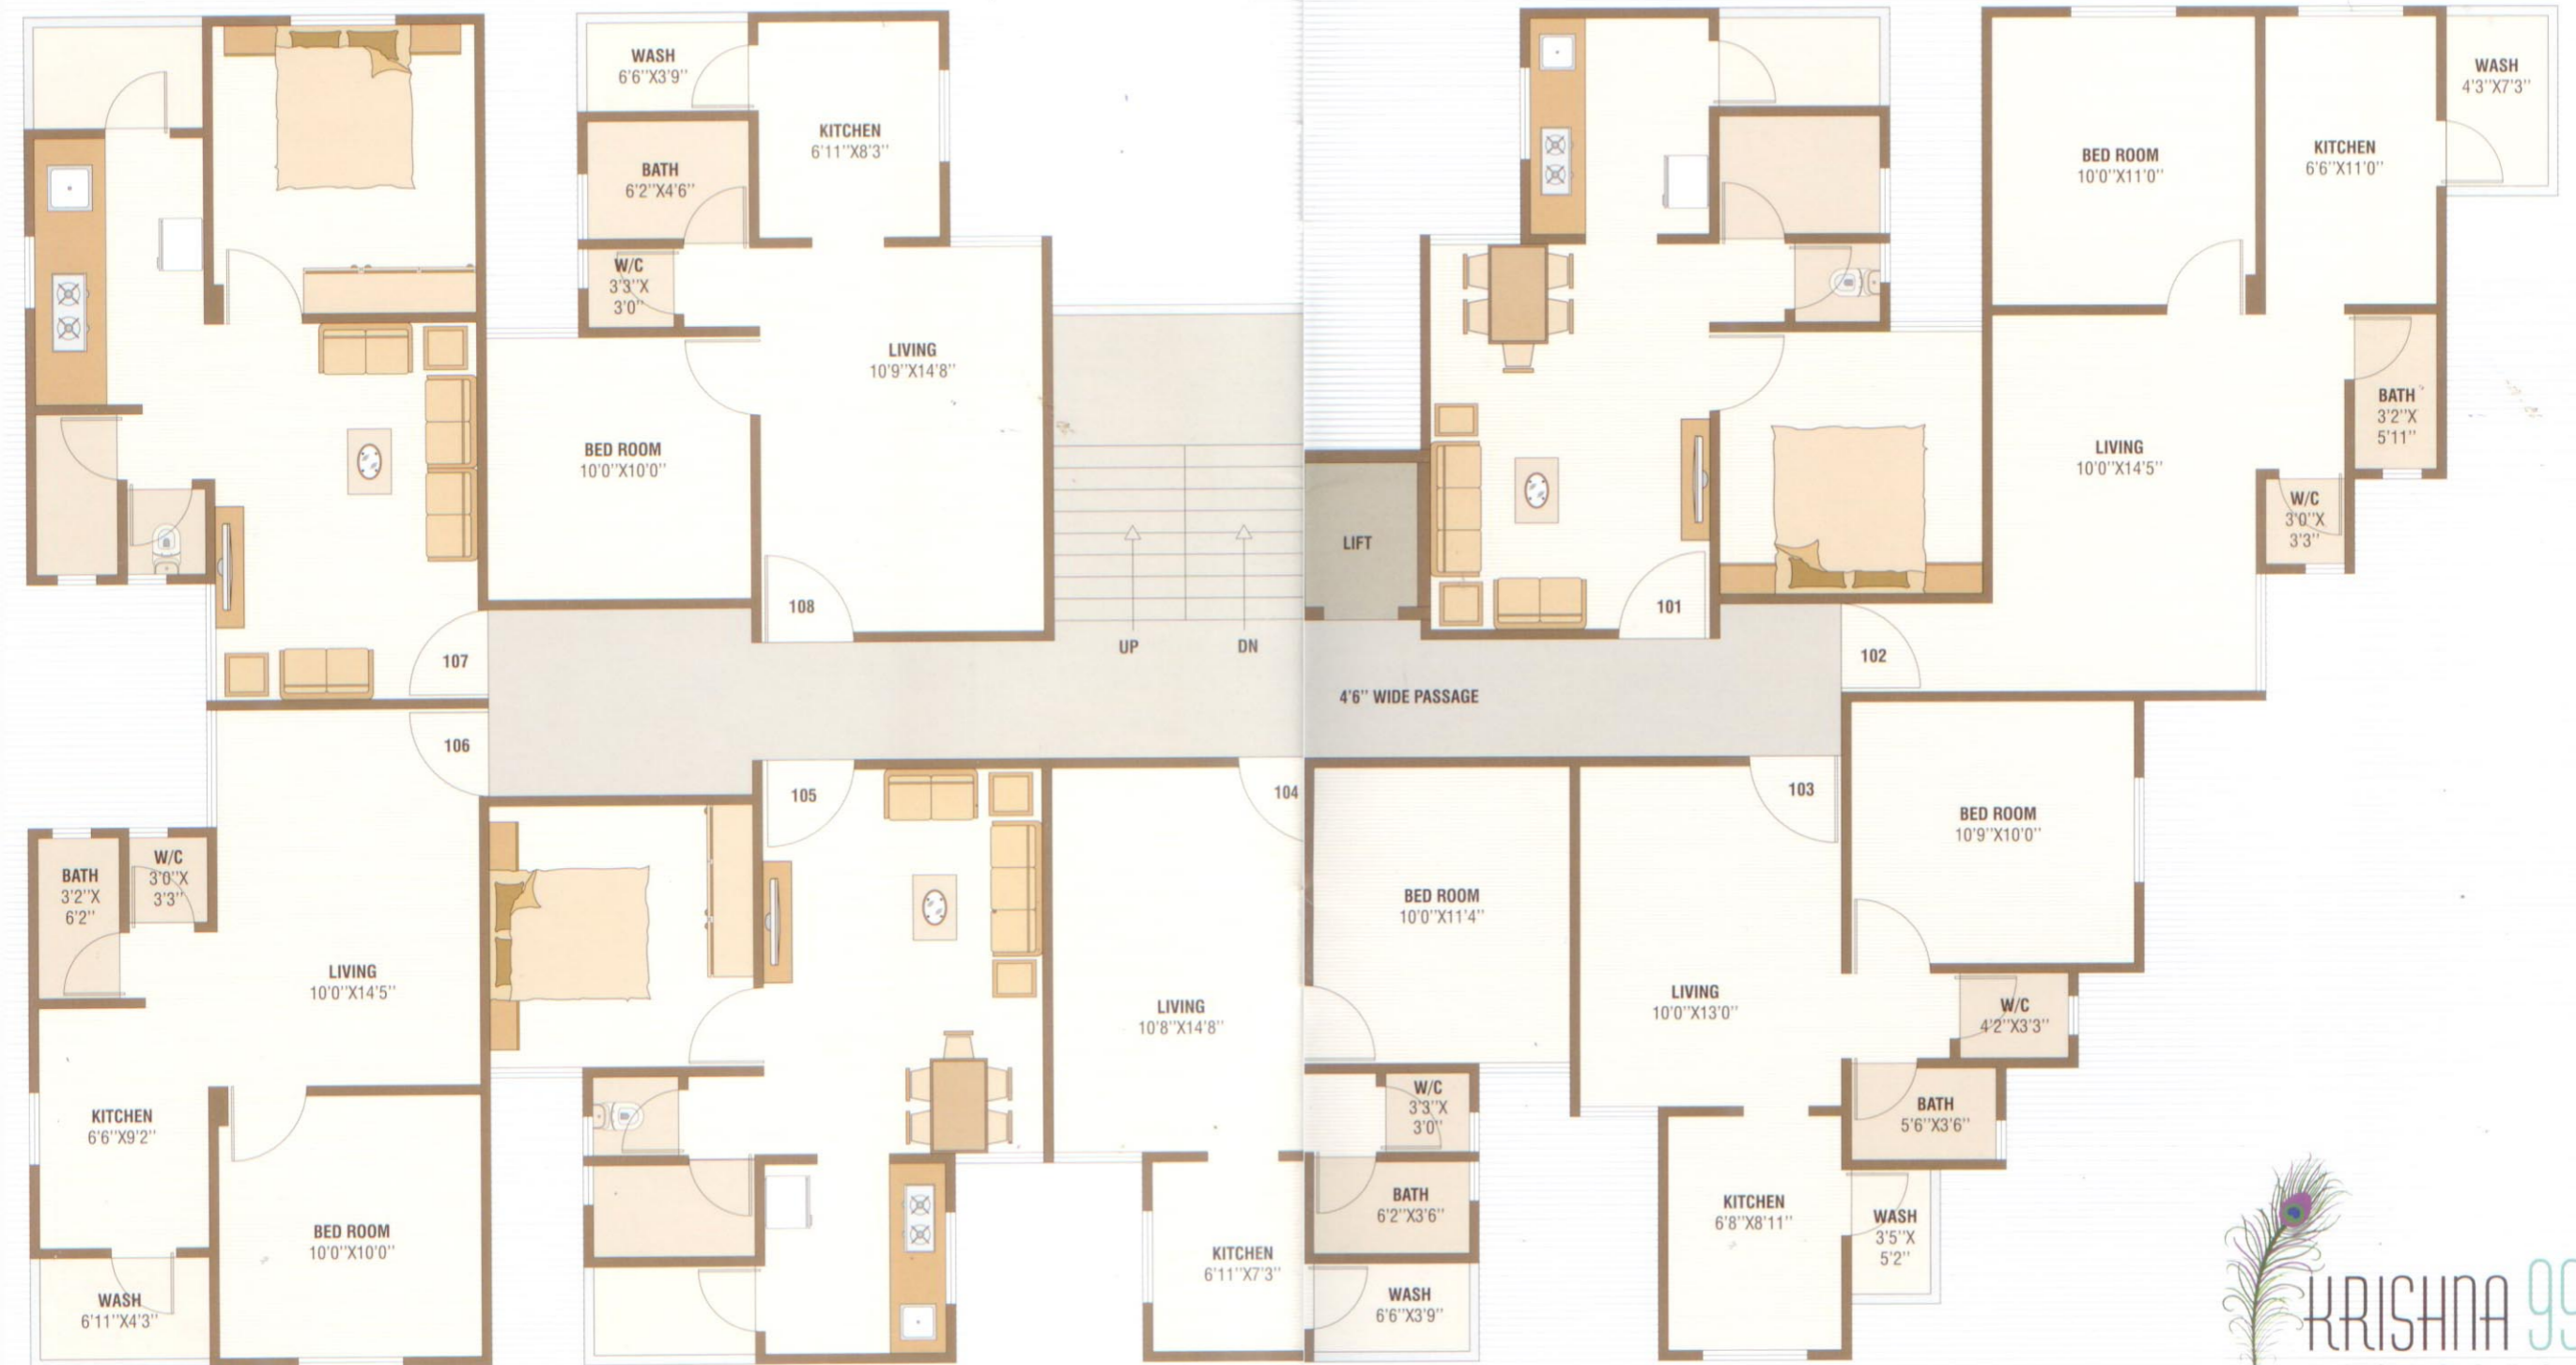 WASH
6'6''X3'9''
KITCHEN
6'11''X8'3''
BATH
6'2''X4'6''
W/C
3'3''X
3'0''
LIVING
10'9''X14'8''
BED ROOM
10'0''X10'0''
108
107
106
105
UP
DN
LIFT
4'6'' WIDE PASSAGE
101
102
BED ROOM
10'0''X11'0''
KITCHEN
6'6''X11'0''
WASH
4'3''X7'3''
LIVING
10'0''X14'5''
BATH
3'2''X
5'11''
W/C
3'0''X
3'3''
BATH
3'2''X
6'2''
W/C
3'0''X
3'3''
LIVING
10'0''X14'5''
KITCHEN
6'6''X9'2''
BED ROOM
10'0''X10'0''
WASH
6'11''X4'3''
104
LIVING
10'8''X14'8''
BED ROOM
10'0''X11'4''
W/C
3'3''X
3'0''
BATH
6'2''X3'6''
KITCHEN
6'11''X7'3''
WASH
6'6''X3'9''
103
LIVING
10'0''X13'0''
BED ROOM
10'9''X10'0''
W/C
4'2''X3'3''
BATH
5'6''X3'6''
KITCHEN
6'8''X8'11''
WASH
3'5''X
5'2''
KRISHNA 99